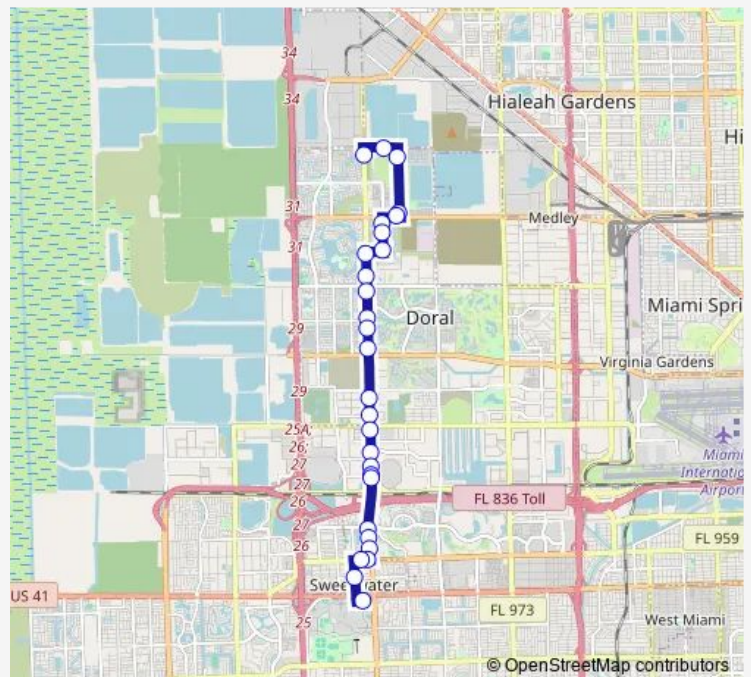 34
34
Hialeah Gardens
Hi
31
Medley
31
Miami Spri
Doral
29
Virginia Gardens
29
25A,
26,
27
Miami
Internatio
Airport
27
26
FL 836 Toll
27
26
FL 959
Sweetwater
US 41
FL 973
25
West Miami
© OpenStreetMap contributors